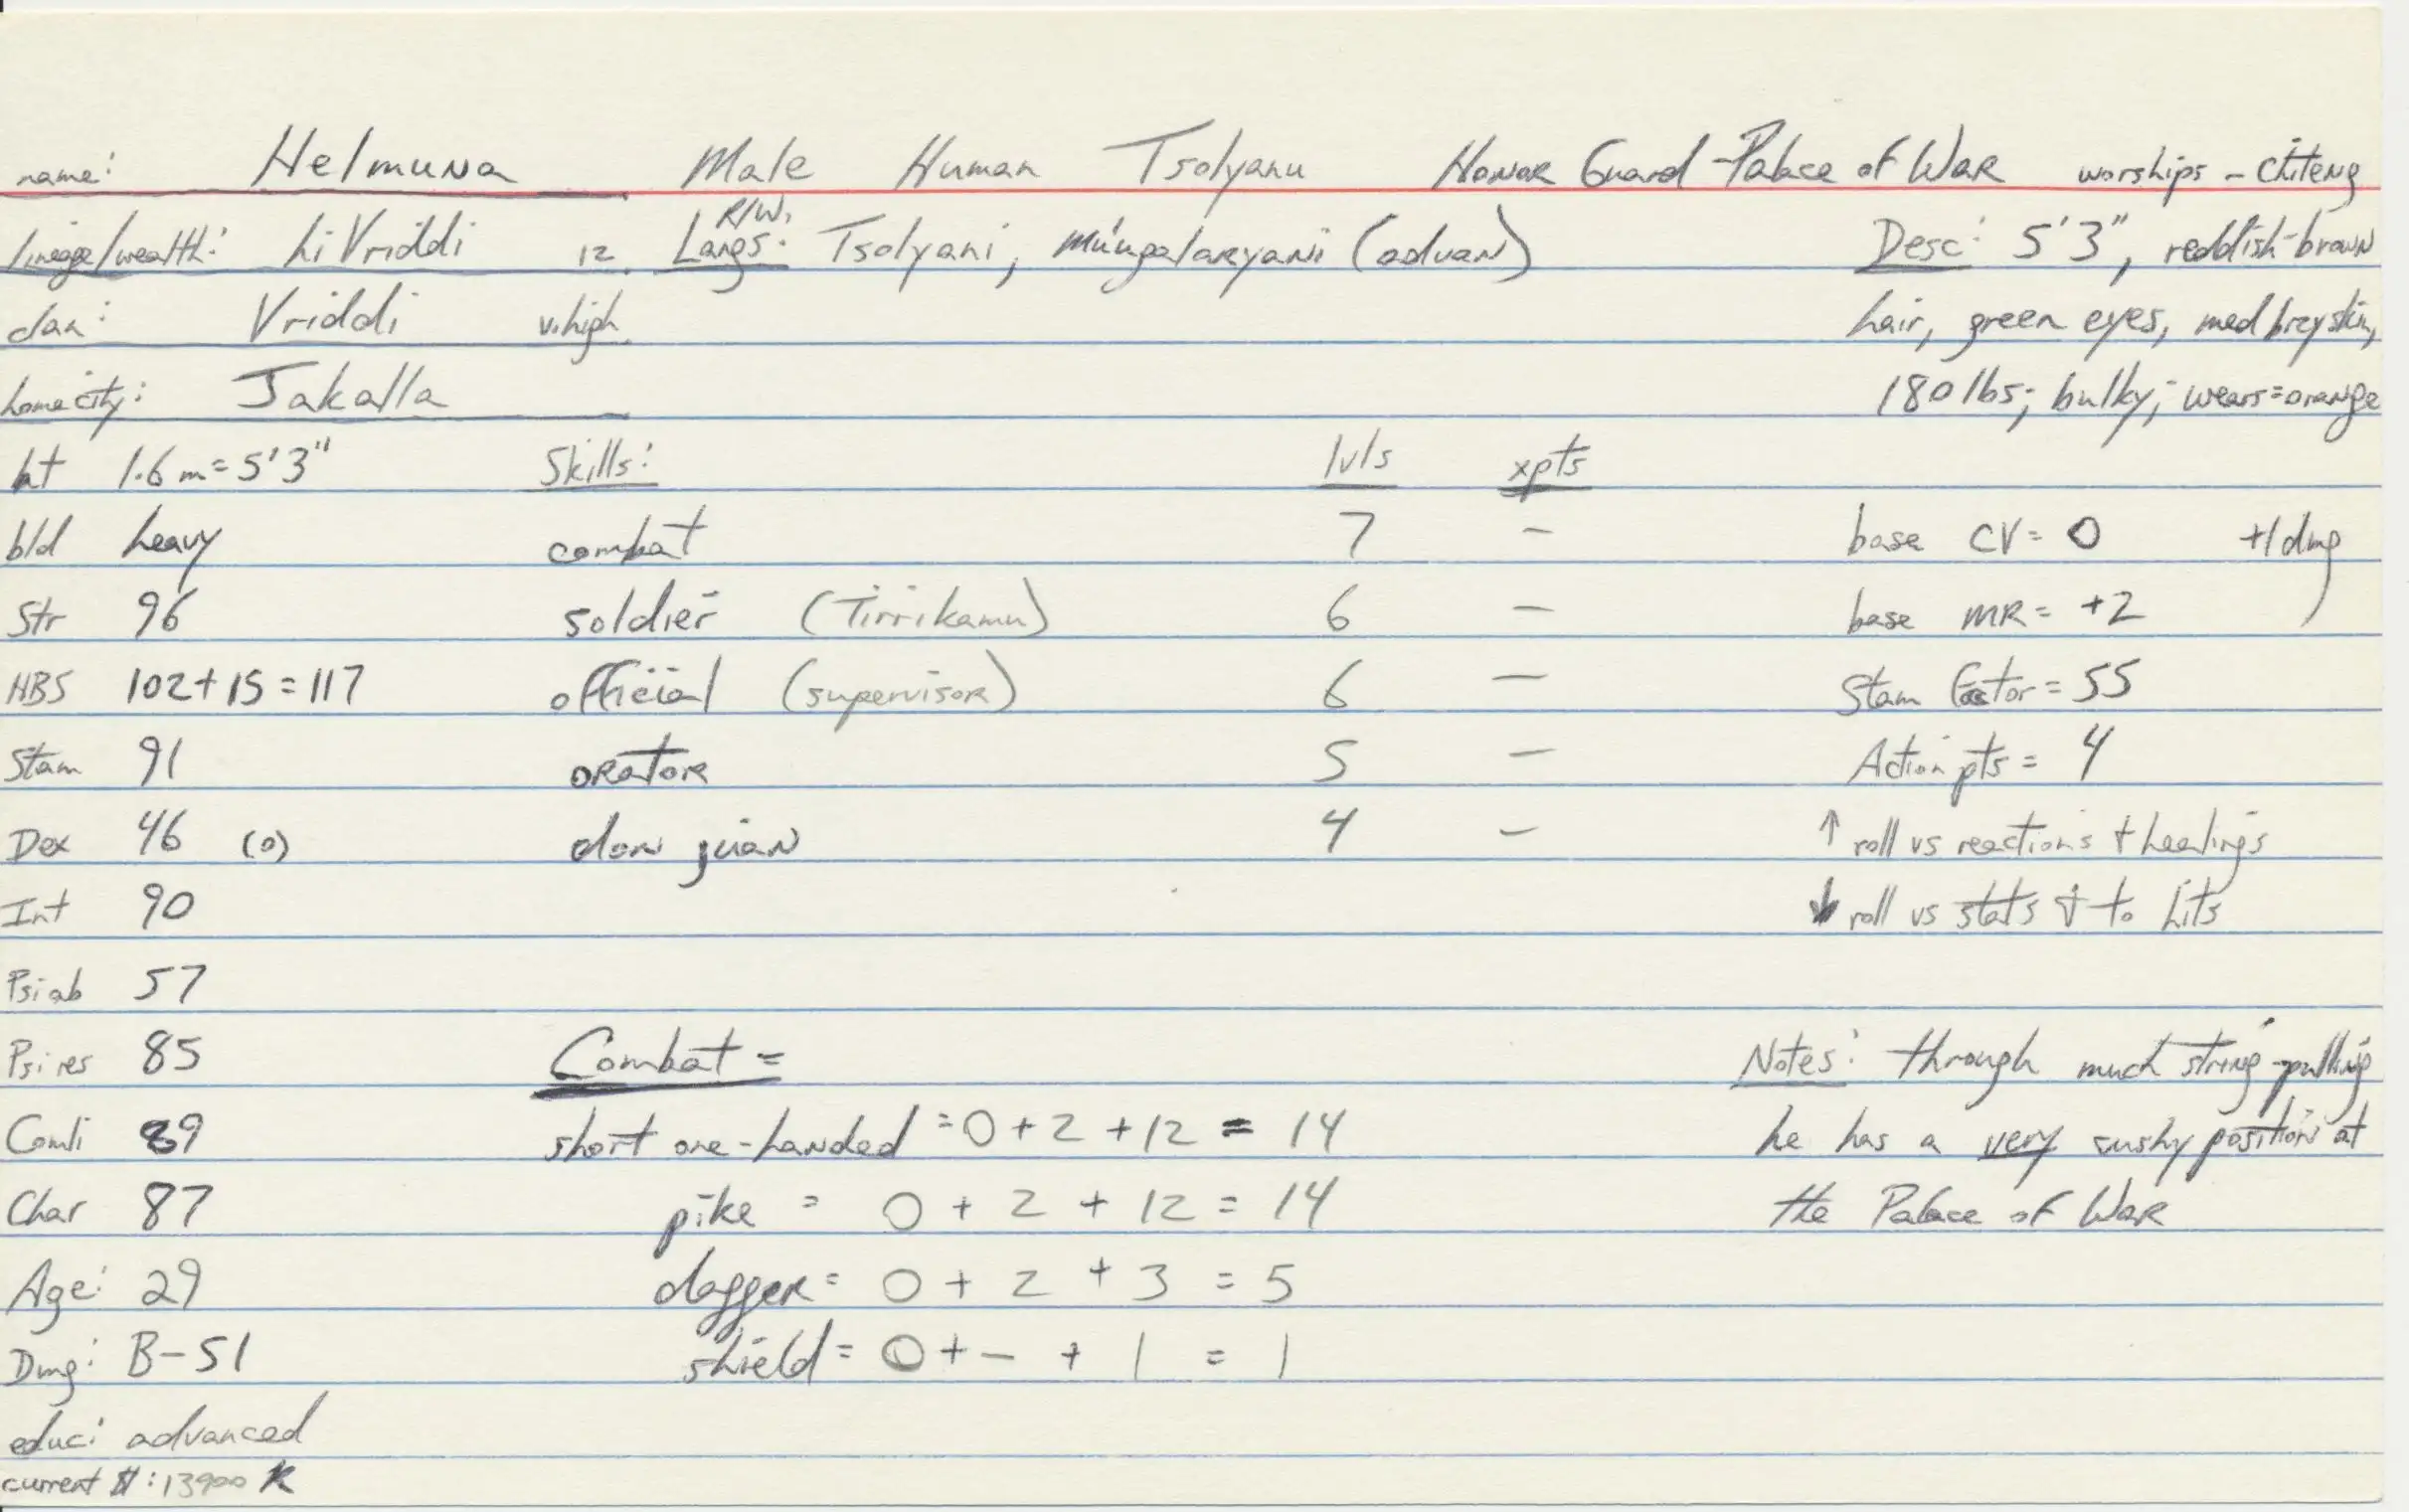 name: Helmuna Male Human Tsolyanu Honor Guard - Palace of War worships - Chiteng
lineage/wealth: hiVriddi 12 R/W. Langs: Tsolyani, Mu'ugalavyani (advan) Desc: 5'3", reddish-brown
clan: Vriddi v.high hair, green eyes, med skin,
home city: Jakalla 180 lbs; bulky; wears=orange
ht 1.6 m = 5'3" Skills: lvls xpts
bld heavy combat 7 - base CV = 0 +1 dmg
Str 96 soldier (Tirrikamu) 6 - base MR = +2
HBS 102 + 15 = 117 official (supervisor) 6 - Stam factor = 55
Stam 91 orator 5 - Action pts = 4
Dex 46 (0) don juan 4 - ↑ roll vs reactions + healings
Int 90 ↓ roll vs stats + to hits
Psi ab 57
Psi res 85 Combat = Notes: through much string-pulling
Comli 89 short one-handed = 0 + 2 + 12 = 14 he has a very cushy position at
Char 87 pike = 0 + 2 + 12 = 14 the Palace of War
Age: 29 dagger = 0 + 2 + 3 = 5
Dmg: B-51 shield = 0 + - + 1 = 1
educ: advanced
current $: 13900 K